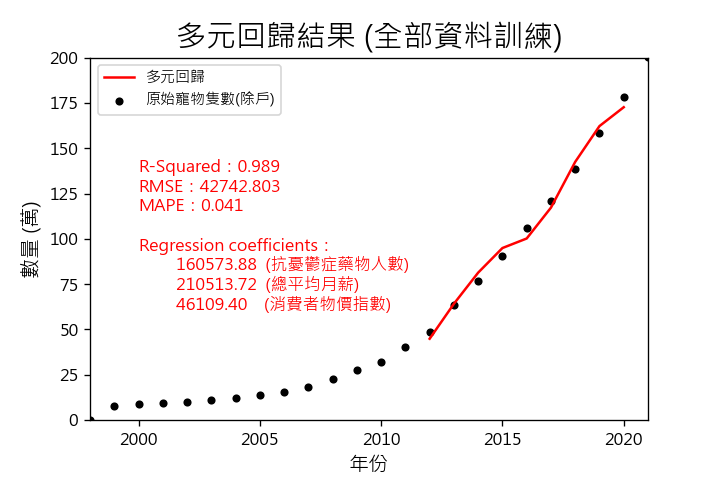 多元回歸結果 (全部資料訓練)
多元回歸
原始寵物隻數(除戶)
R-Squared：0.989
RMSE：42742.803
MAPE：0.041
Regression coefficients：
160573.88 (抗憂鬱症藥物人數)
210513.72 (總平均月薪)
46109.40 (消費者物價指數)
數量 (萬)
200
175
150
125
100
75
50
25
0
2000
2005
2010
2015
2020
年份